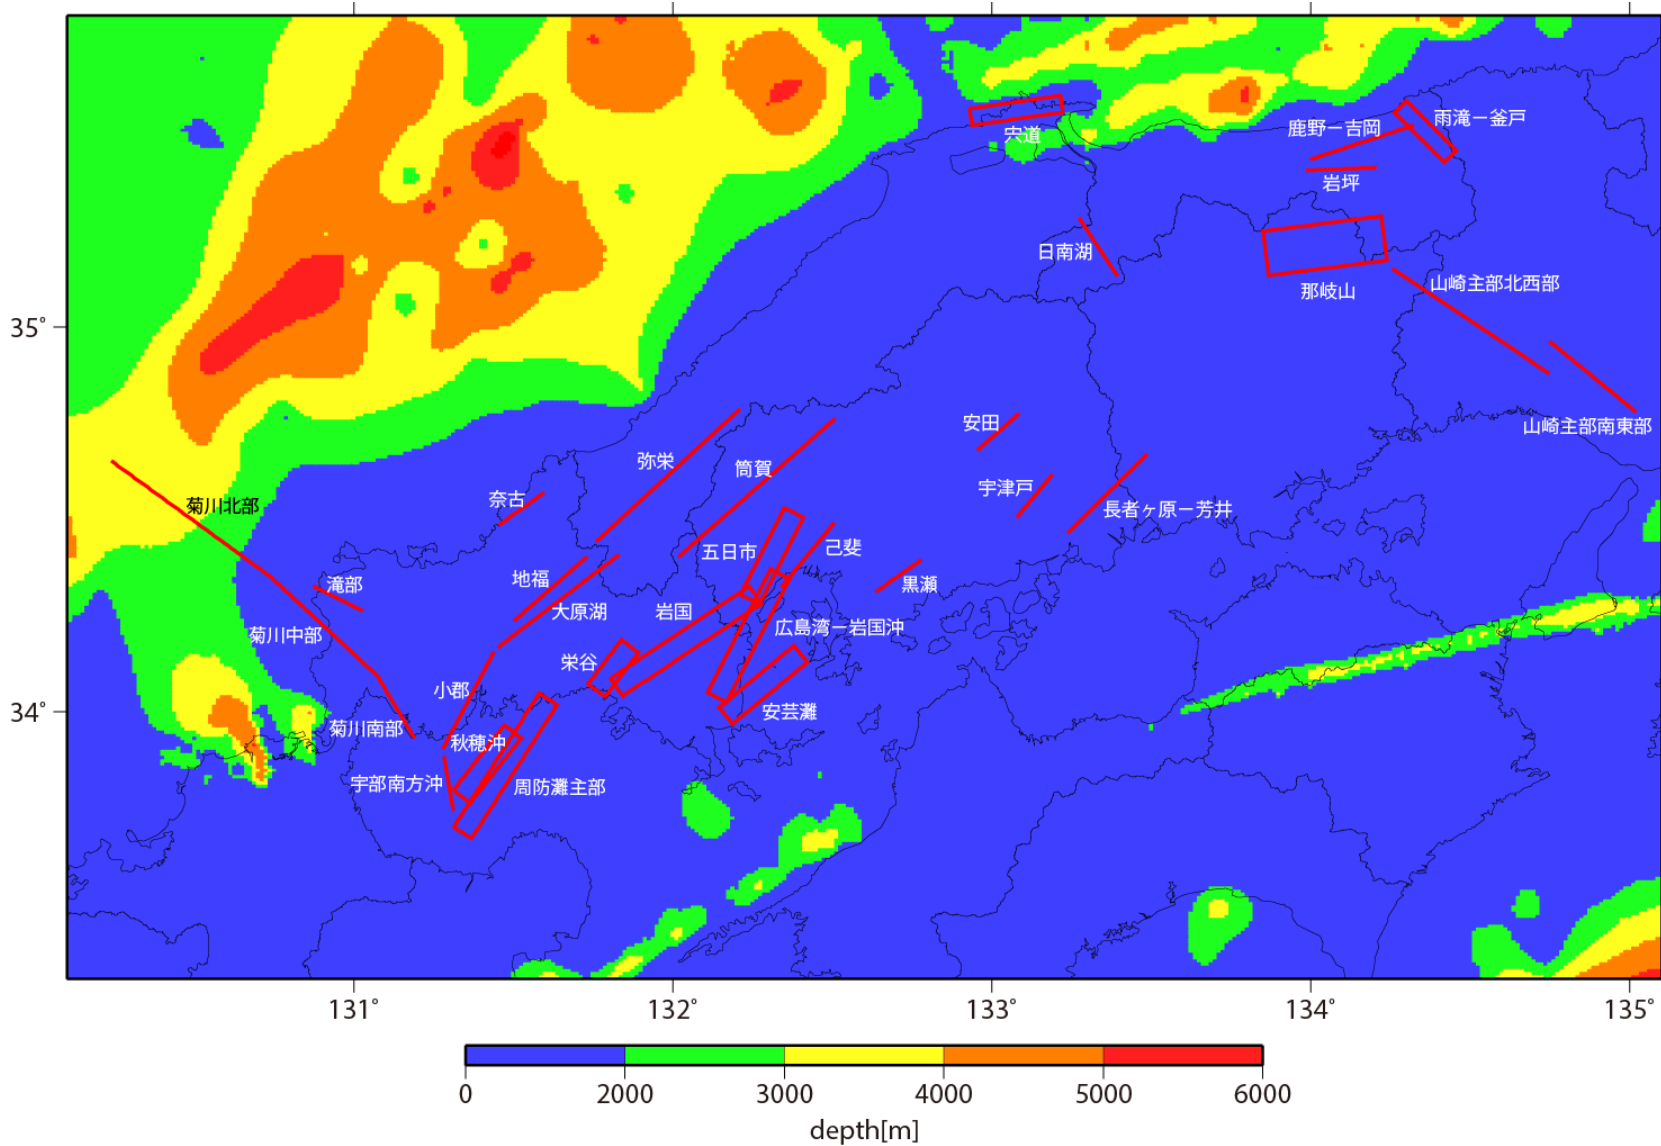 宍道
鹿野－吉岡
雨滝－釜戸
岩坪
日南湖
那岐山
山崎主部北西部
35°
山崎主部南東部
安田
弥栄
筒賀
宇津戸
奈古
菊川北部
長者ヶ原－芳井
五日市
己斐
地福
滝部
黒瀬
大原湖
岩国
広島湾－岩国沖
菊川中部
栄谷
小郡
34°
安芸灘
菊川南部
秋穂沖
宇部南方沖
周防灘主部
131°
132°
133°
134°
135°
0
2000
3000
4000
5000
6000
depth[m]